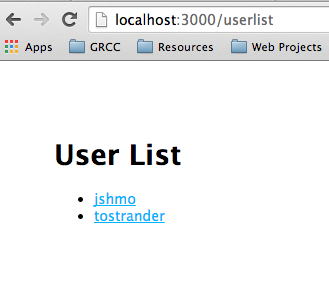 localhost:3000/userlist
Apps GRCC Resources Web Projects
User List
jshmo
tostrander